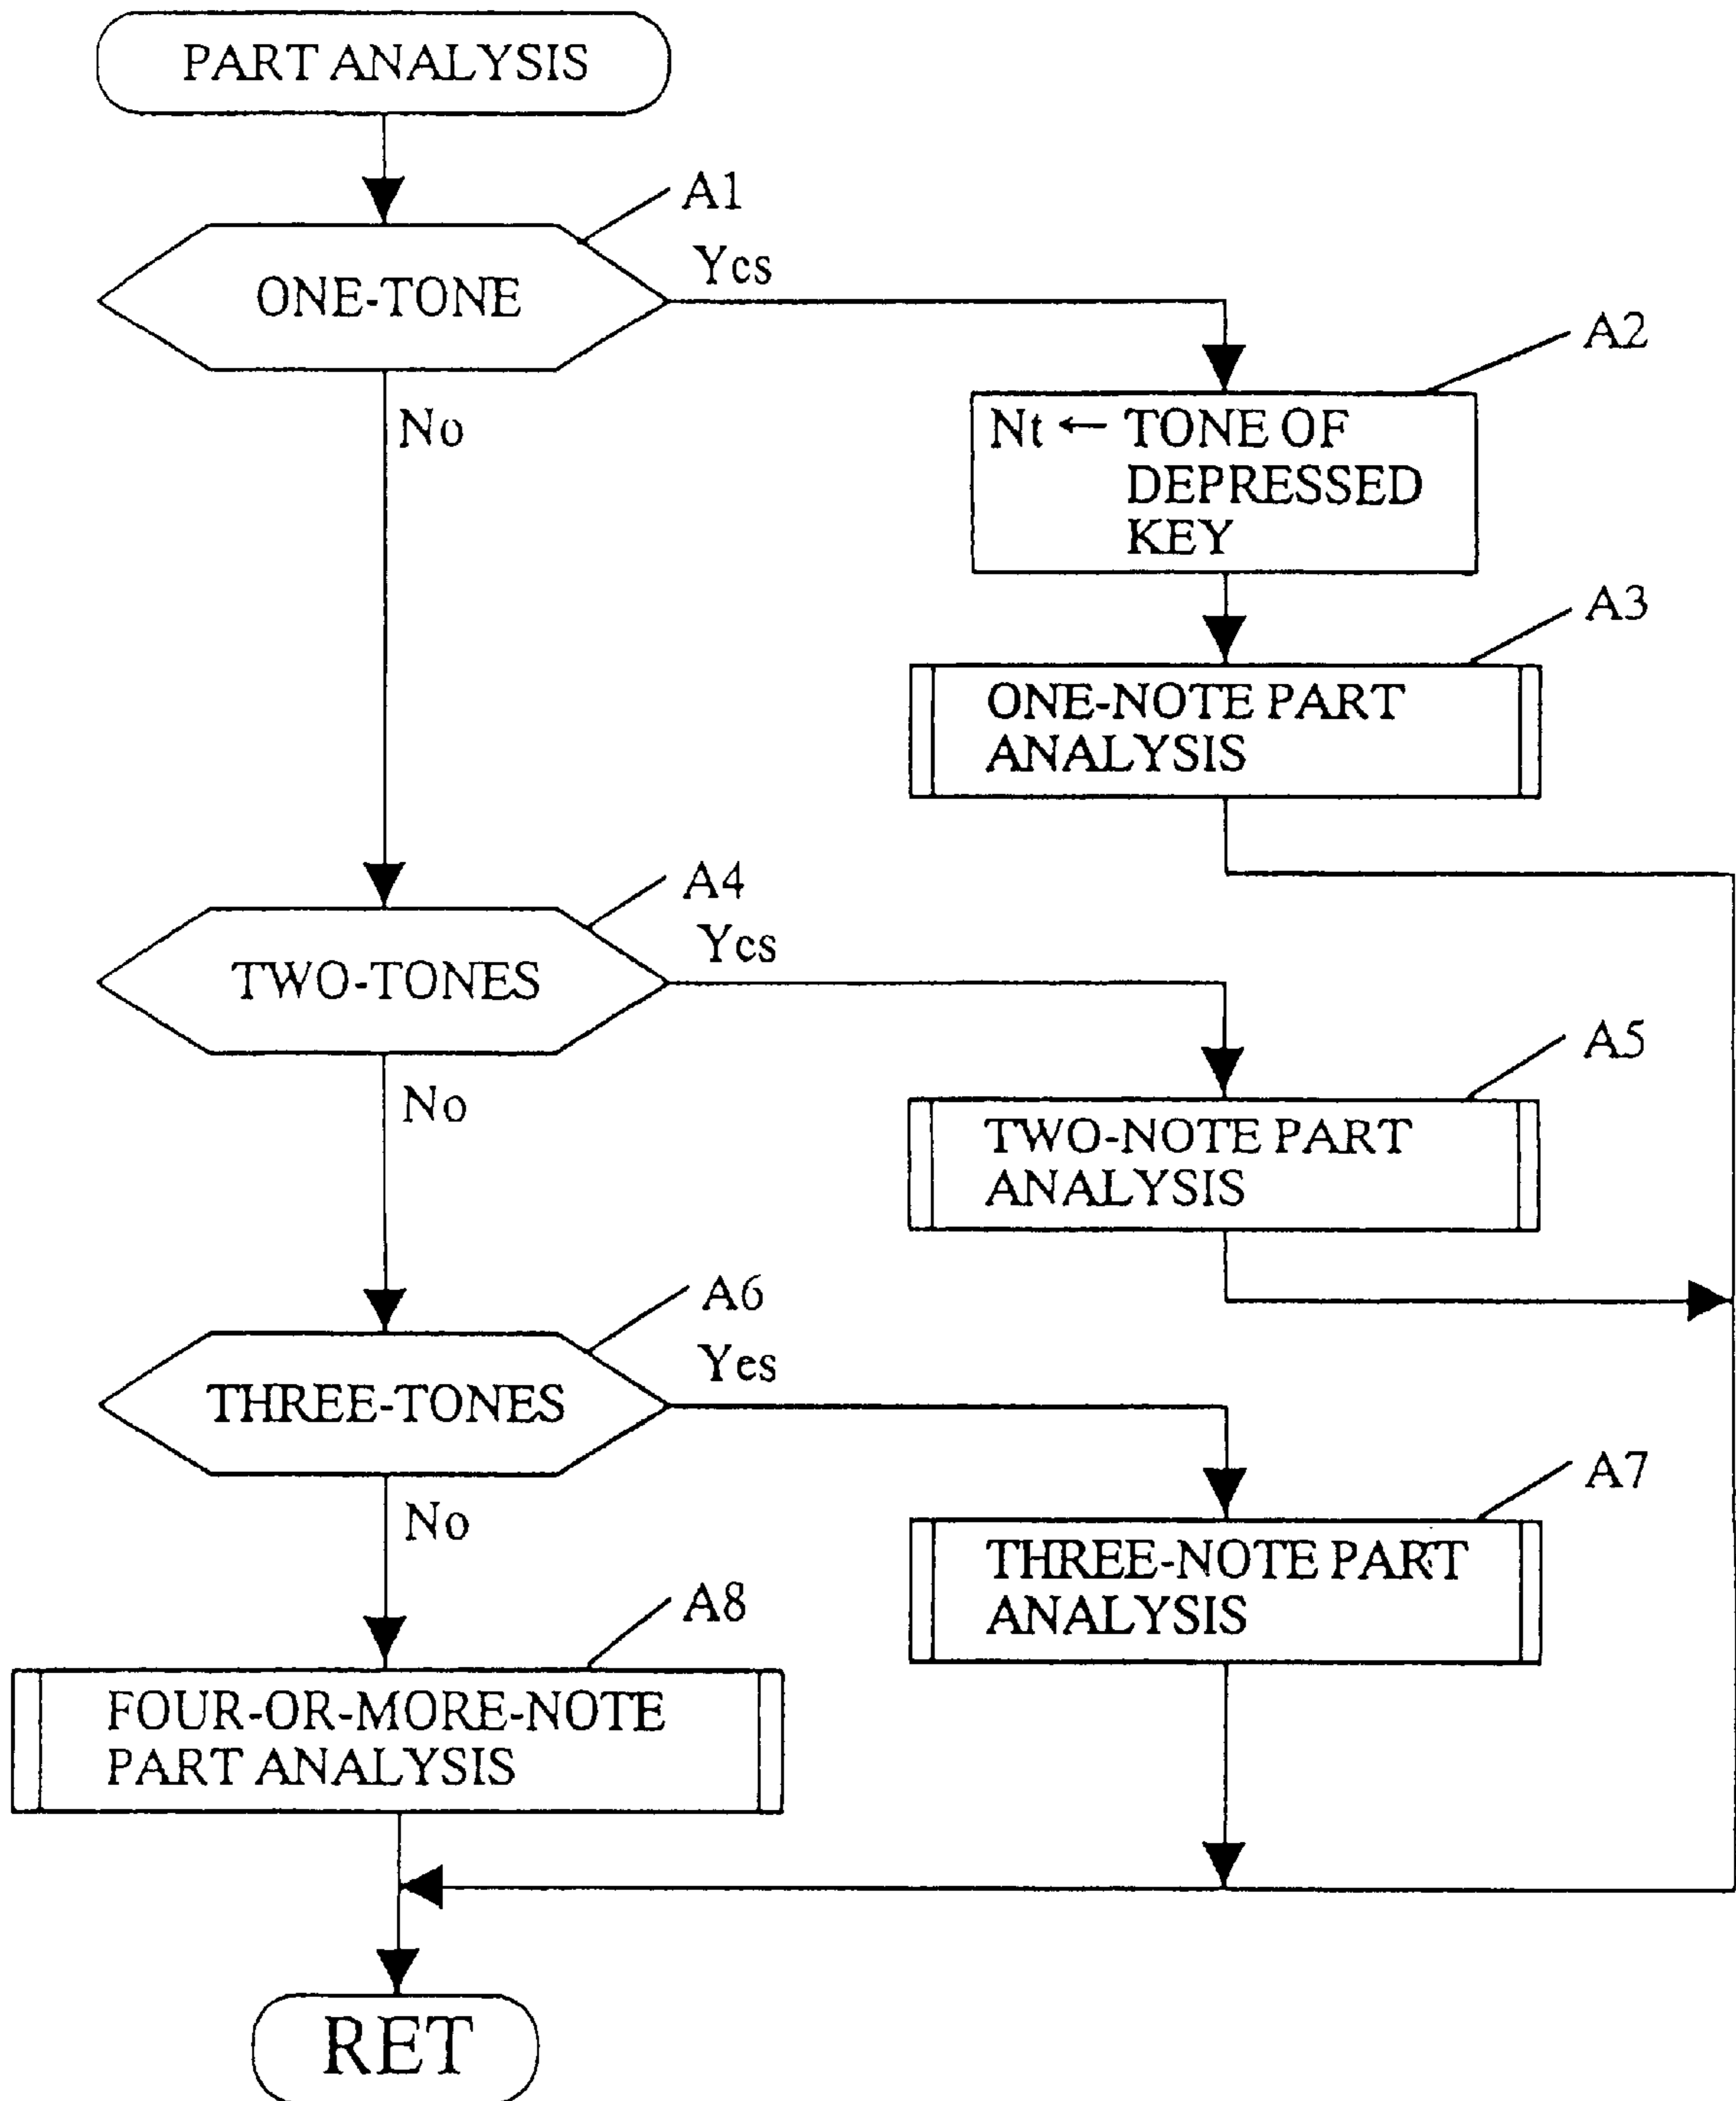 PART ANALYSIS
A1
ONE-TONE
Yes
A2
No
Nt ← TONE OF
DEPRESSED
KEY
A3
ONE-NOTE PART
ANALYSIS
A4
TWO-TONES
Yes
A5
No
TWO-NOTE PART
ANALYSIS
A6
THREE-TONES
Yes
A7
No
THREE-NOTE PART
ANALYSIS
A8
FOUR-OR-MORE-NOTE
PART ANALYSIS
RET